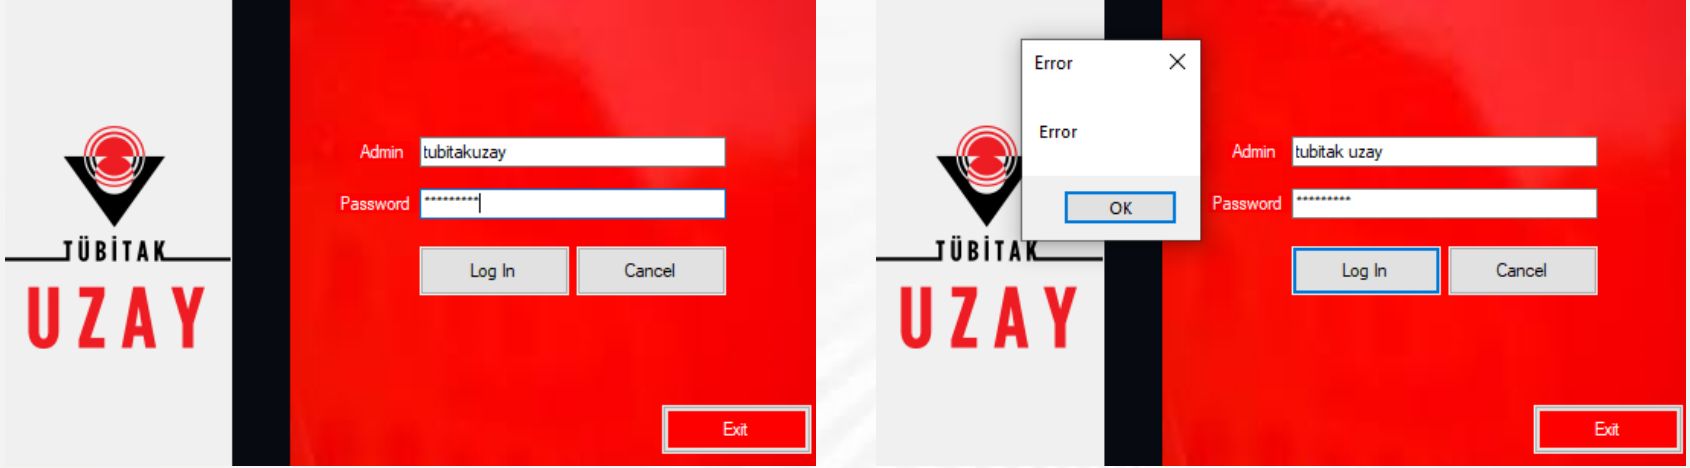 Admin
tubitakuzay
Password
*********
Log In
Cancel
TÜBİTAK
UZAY
Exit
Error
Error
OK
Admin
tubitak uzay
Password
*********
Log In
Cancel
TÜBİTAK
UZAY
Exit